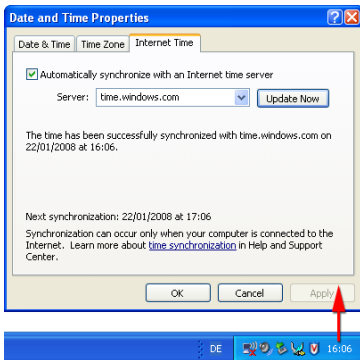 Date and Time Properties
Date & Time
Time Zone
Internet Time
Automatically synchronize with an Internet time server
Server:
time.windows.com
Update Now
The time has been successfully synchronized with time.windows.com on
22/01/2008 at 16:06.
Next synchronization: 22/01/2008 at 17:06
Synchronization can occur only when your computer is connected to the
Internet. Learn more about time synchronization in Help and Support
Center.
OK
Cancel
Apply
DE
16:06